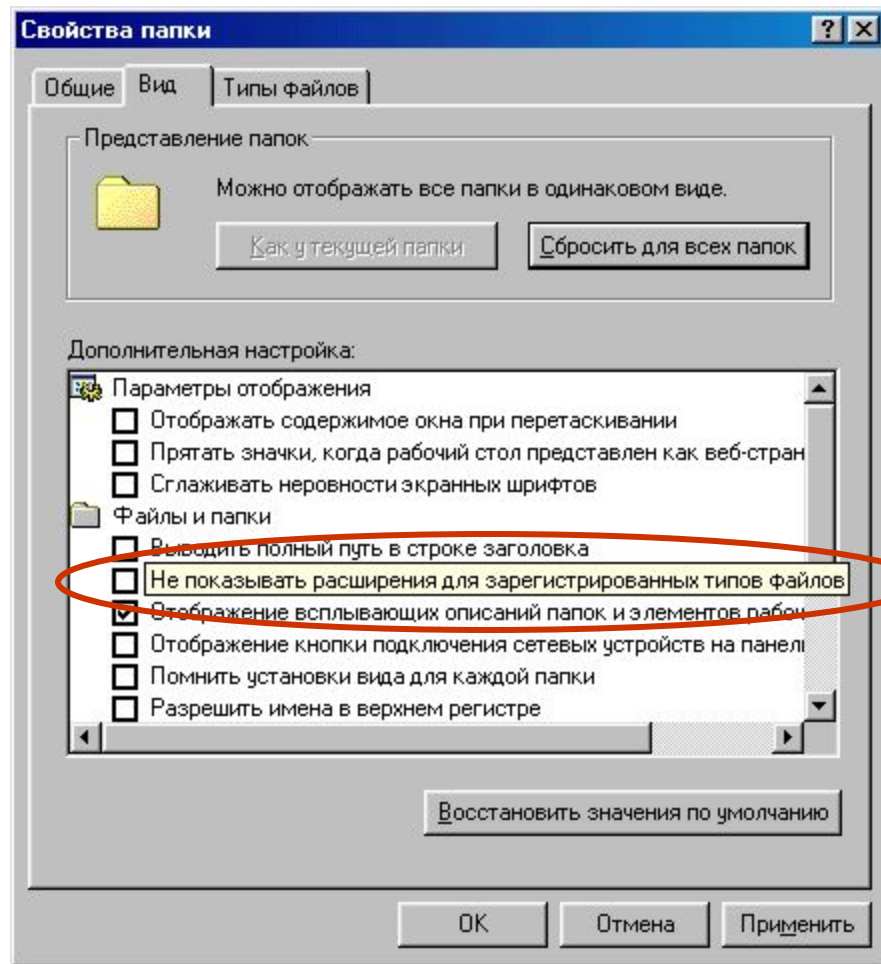 Свойства папки
Общие Вид Типы файлов
Представление папок
Можно отображать все папки в одинаковом виде.
Как у текущей папки Сбросить для всех папок
Дополнительная настройка:
Параметры отображения
Отображать содержимое окна при перетаскивании
Прятать значки, когда рабочий стол представлен как веб-стран
Сглаживать неровности экранных шрифтов
Файлы и папки
Выводить полный путь в строке заголовка
Не показывать расширения для зарегистрированных типов файлов
Отображение всплывающих описаний папок и элементов рабоч
Отображение кнопки подключения сетевых устройств на панели
Помнить установки вида для каждой папки
Разрешить имена в верхнем регистре
Восстановить значения по умолчанию
OK Отмена Применить